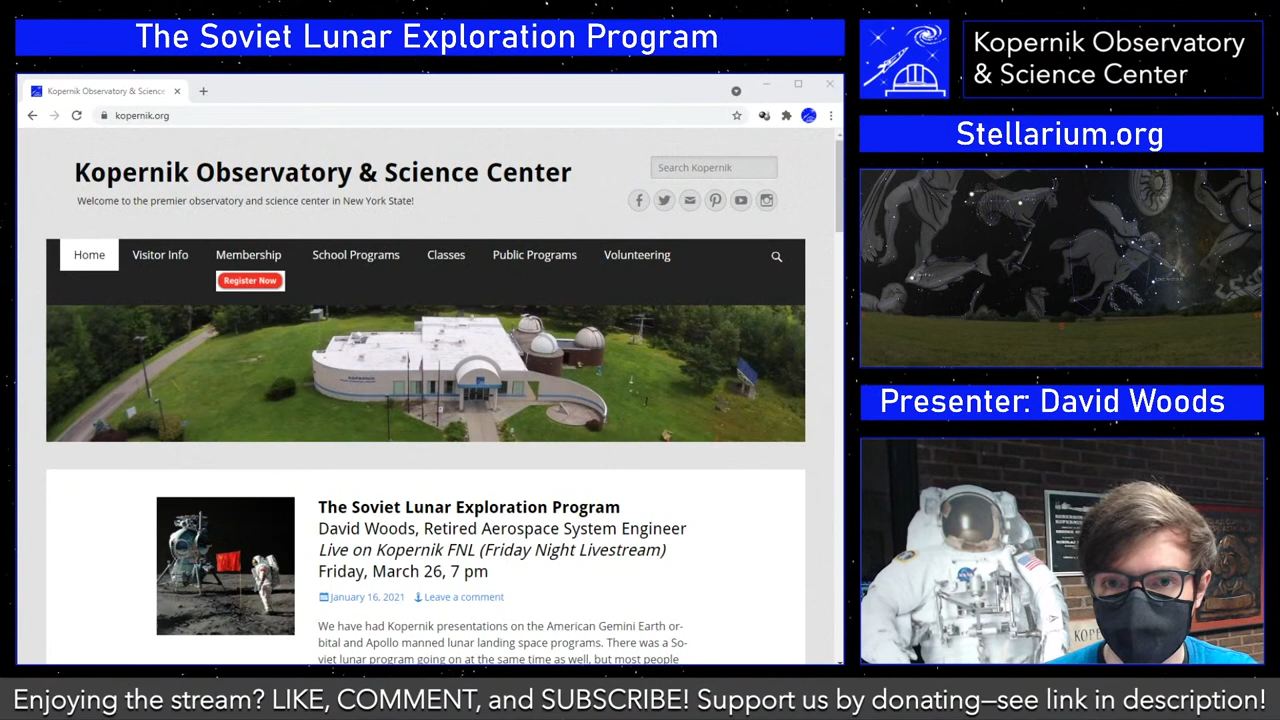 The Soviet Lunar Exploration Program
Kopernik Observatory
& Science Center
Kopernik Observatory & Science
kopernik.org
Kopernik Observatory & Science Center
Search Kopernik
Welcome to the premier observatory and science center in New York State!
Home Visitor Info Membership School Programs Classes Public Programs Volunteering
Register Now
The Soviet Lunar Exploration Program
David Woods, Retired Aerospace System Engineer
Live on Kopernik FNL (Friday Night Livestream)
Friday, March 26, 7 pm
January 16, 2021 Leave a comment
We have had Kopernik presentations on the American Gemini Earth or-
bital and Apollo manned lunar landing space programs. There was a So-
viet lunar program going on at the same time as well, but most people
Stellarium.org
Presenter: David Woods
NASA
Enjoying the stream? LIKE, COMMENT, and SUBSCRIBE! Support us by donating—see link in description!